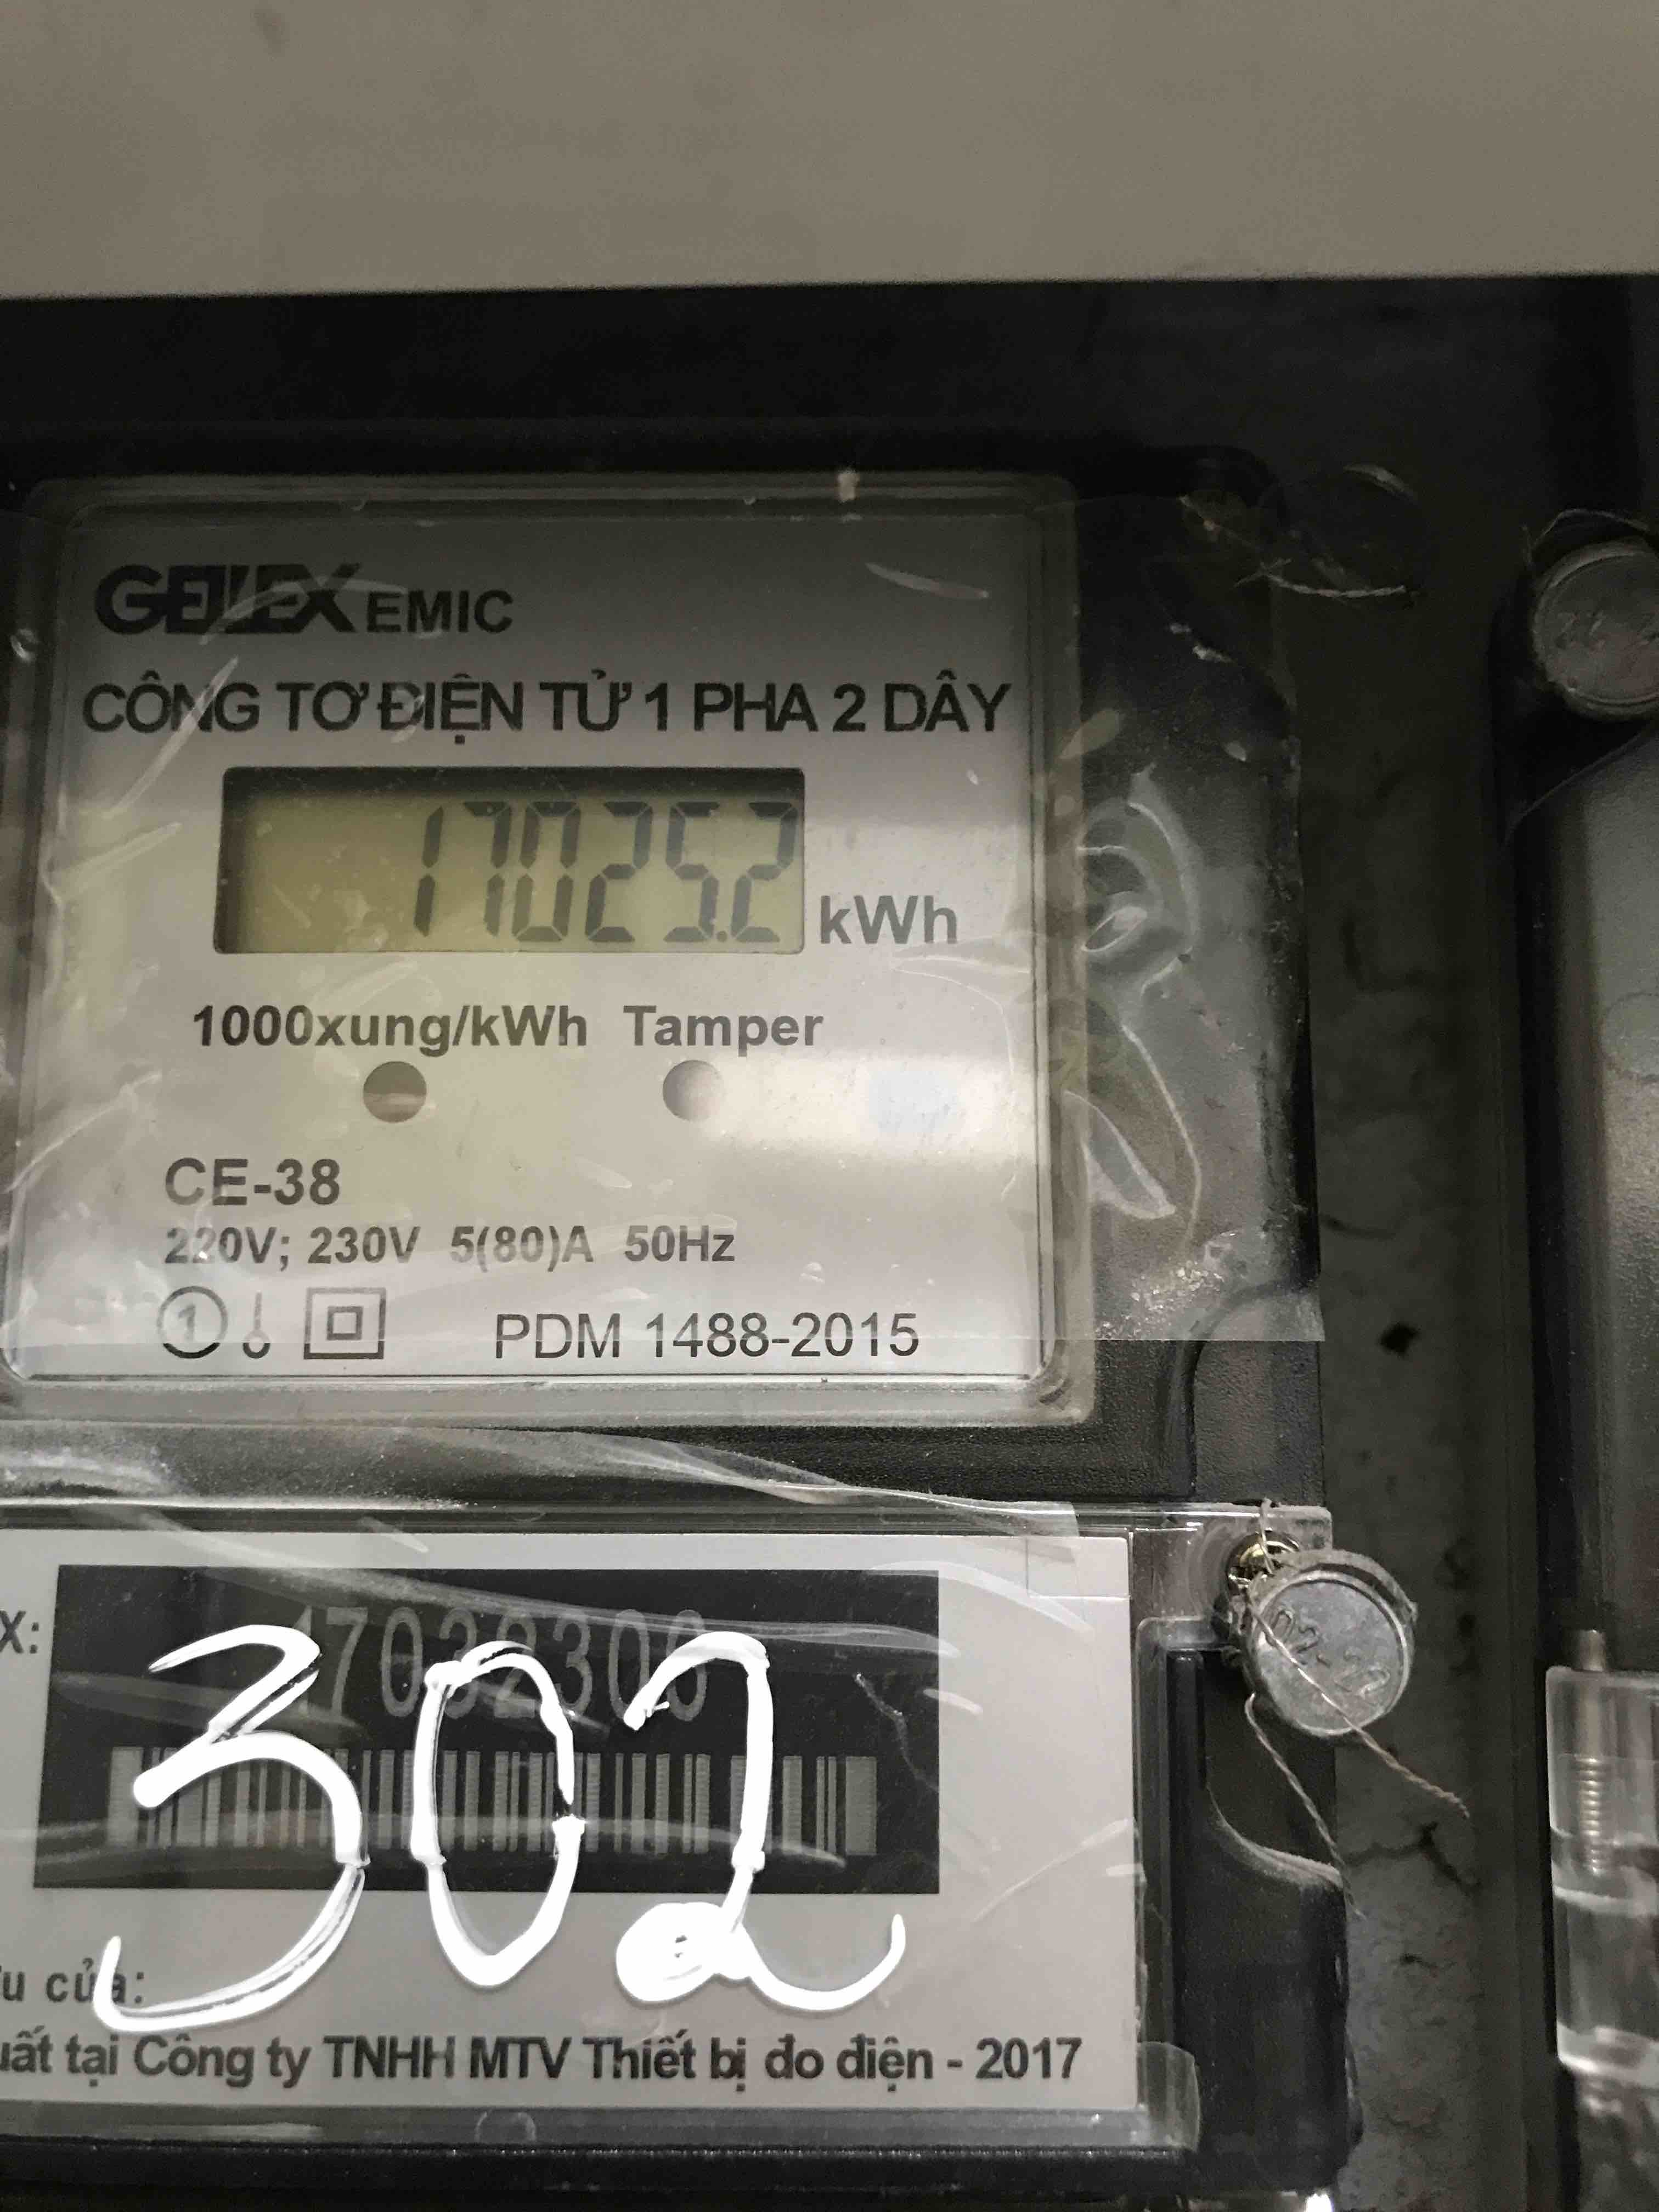 GELEX EMIC
CÔNG TƠ ĐIỆN TỬ 1 PHA 2 DÂY
17025.2 kWh
1000xung/kWh Tamper
CE-38
220V; 230V 5(80)A 50Hz
1 PDM 1488-2015
X:
302
của:
tại Công ty TNHH MTV Thiết bị đo điện - 2017